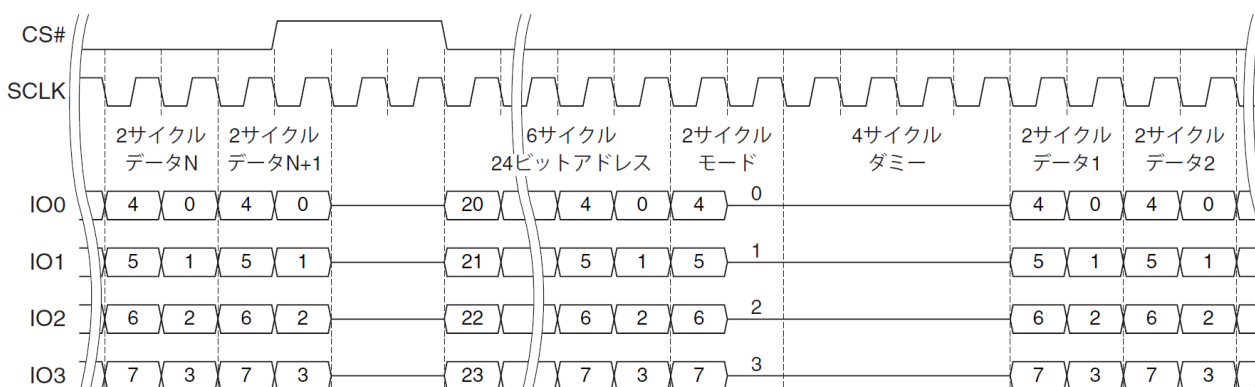 CS#
SCLK
2サイクル 2サイクル 6サイクル 2サイクル 4サイクル 2サイクル 2サイクル
データN データN+1 24ビットアドレス モード ダミー データ1 データ2
IO0 4 0 4 0 20 4 0 4 0 4 0 4 0
IO1 5 1 5 1 21 5 1 5 1 5 1 5 1
IO2 6 2 6 2 22 6 2 6 2 6 2 6 2
IO3 7 3 7 3 23 7 3 7 3 7 3 7 3